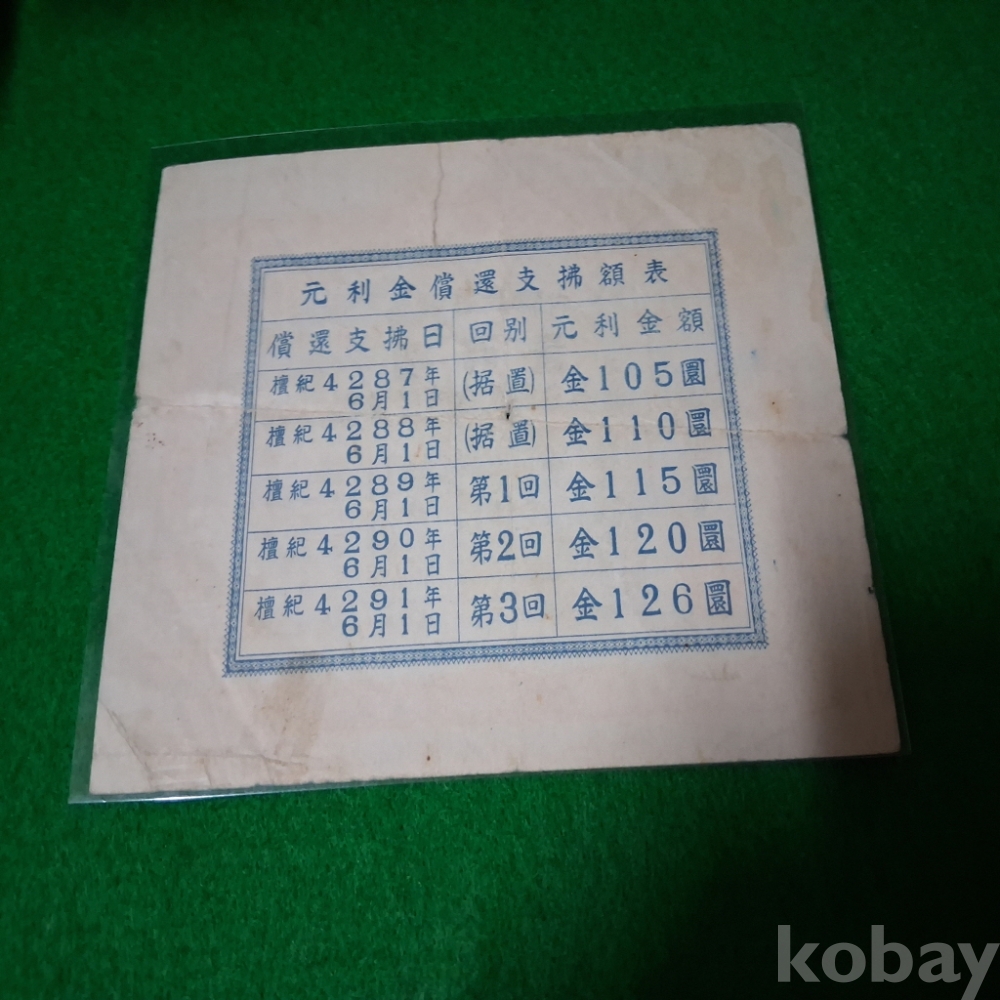 元利金償還支拂額表
償還支拂日 回別 元利金額
檀紀4287年6月1日 (据置) 金105圜
檀紀4288年6月1日 (据置) 金110圜
檀紀4289年6月1日 第1回 金115圜
檀紀4290年6月1日 第2回 金120圜
檀紀4291年6月1日 第3回 金126圜
kobay